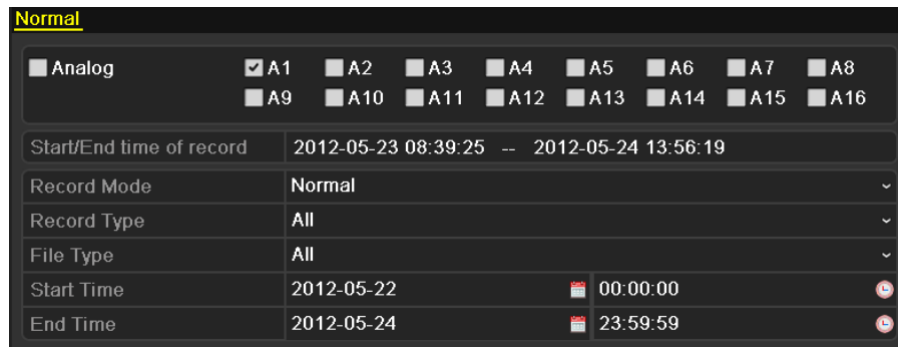 Normal
Analog A1 A2 A3 A4 A5 A6 A7 A8
A9 A10 A11 A12 A13 A14 A15 A16
Start/End time of record 2012-05-23 08:39:25 -- 2012-05-24 13:56:19
Record Mode Normal
Record Type All
File Type All
Start Time 2012-05-22 00:00:00
End Time 2012-05-24 23:59:59